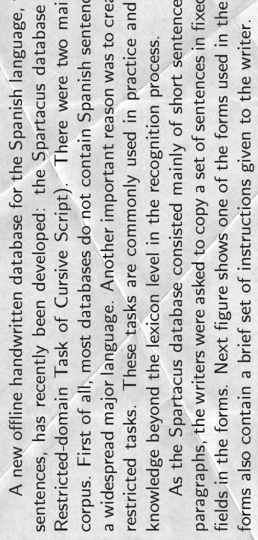 A new offline handwritten database for the Spanish language,
sentences, has recently been developed: the Spartacus database
Restricted-domain Task of Cursive Script). There were two mai
corpus. First of all, most databases do not contain Spanish sentenc
a widespread major language. Another important reason was to crea
restricted tasks. These tasks are commonly used in practice and
knowledge beyond the lexicon level in the recognition process.
As the Spartacus database consisted mainly of short sentence
paragraphs, the writers were asked to copy a set of sentences in fixed
fields in the forms. Next figure shows one of the forms used in the
forms also contain a brief set of instructions given to the writer.